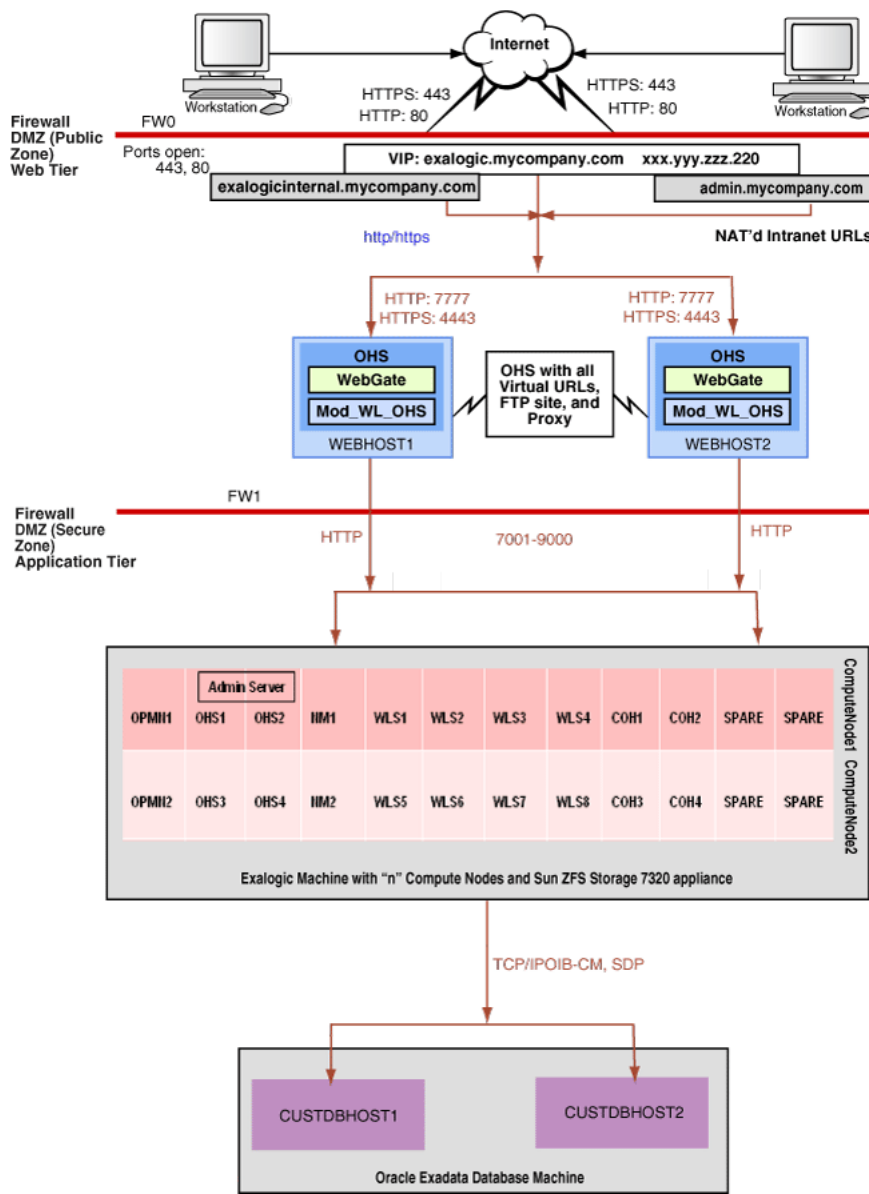 Internet
Workstation
Workstation
HTTPS: 443
HTTP: 80
HTTPS: 443
HTTP: 80
Firewall
DMZ (Public
Zone)
Web Tier
FW0
Ports open:
443, 80
VIP: exalogic.mycompany.com xxx.yyy.zzz.220
exalogicinternal.mycompany.com
admin.mycompany.com
http/https
NAT'd Intranet URLs
HTTP: 7777
HTTPS: 4443
HTTP: 7777
HTTPS: 4443
OHS
WebGate
Mod_WL_OHS
WEBHOST1
OHS with all
Virtual URLs,
FTP site, and
Proxy
OHS
WebGate
Mod_WL_OHS
WEBHOST2
FW1
Firewall
DMZ (Secure
Zone)
Application Tier
HTTP
7001-9000
HTTP
Admin Server
OPMN1 OHS1 OHS2 NM1 WLS1 WLS2 WLS3 WLS4 COH1 COH2 SPARE SPARE
ComputeNode1
OPMN2 OHS3 OHS4 NM2 WLS5 WLS6 WLS7 WLS8 COH3 COH4 SPARE SPARE
ComputeNode2
Exalogic Machine with “n” Compute Nodes and Sun ZFS Storage 7320 appliance
TCP/IPOIB-CM, SDP
CUSTDBHOST1
CUSTDBHOST2
Oracle Exadata Database Machine